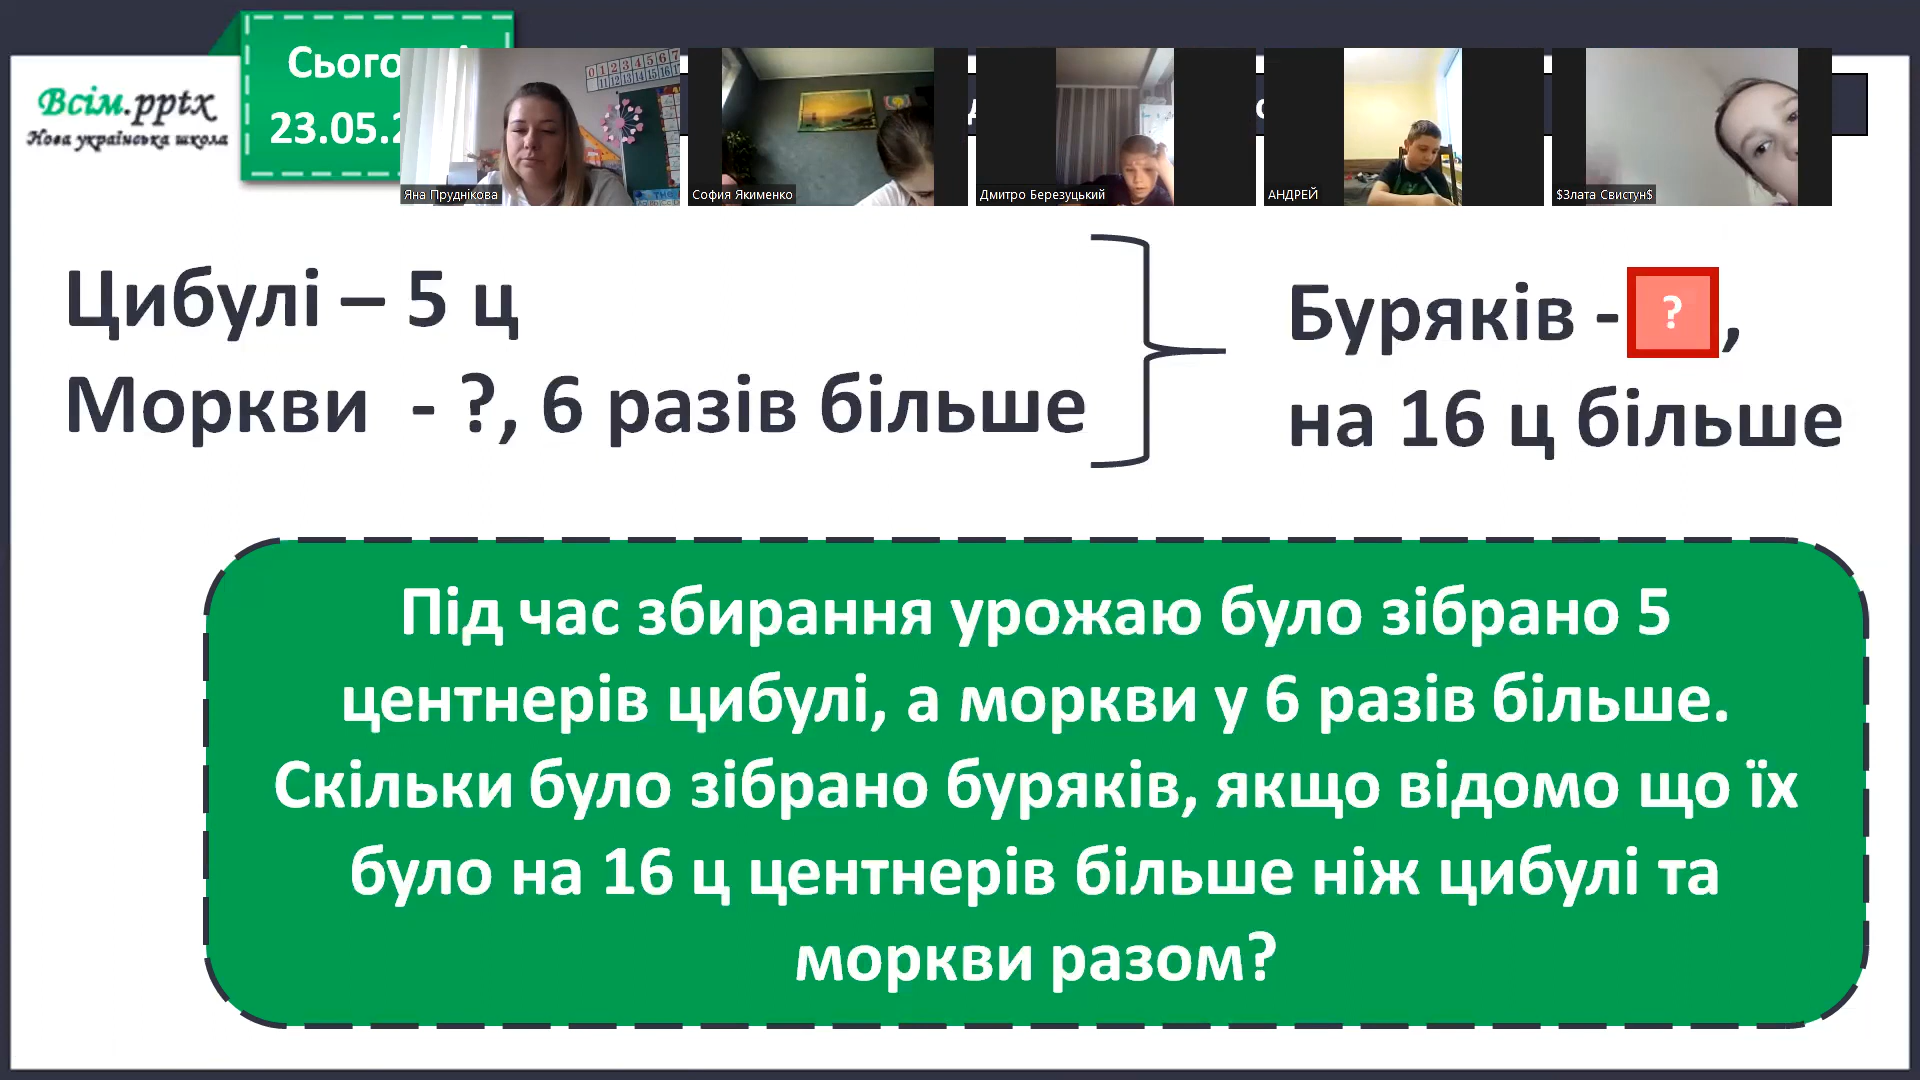 Всім.pptx
Нова українська школа
23.05.
Яна Пруднікова
София Якименко
Дмитро Березуцький
АНДРЕЙ
$Злата Свистун$
Цибулі – 5 ц
Моркви - ?, 6 разів більше
Буряків - ?,
на 16 ц більше
Під час збирання урожаю було зібрано 5
центнерів цибулі, а моркви у 6 разів більше.
Скільки було зібрано буряків, якщо відомо що їх
було на 16 ц центнерів більше ніж цибулі та
моркви разом?